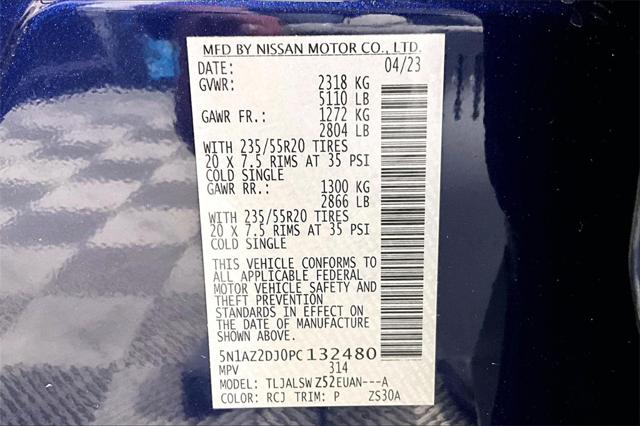 MFD BY NISSAN MOTOR CO., LTD.
DATE: 04/23
GVWR: 2318 KG
5110 LB
GAWR FR.: 1272 KG
2804 LB
WITH 235/55R20 TIRES
20 X 7.5 RIMS AT 35 PSI
COLD SINGLE
GAWR RR.: 1300 KG
2866 LB
WITH 235/55R20 TIRES
20 X 7.5 RIMS AT 35 PSI
COLD SINGLE
THIS VEHICLE CONFORMS TO
ALL APPLICABLE FEDERAL
MOTOR VEHICLE SAFETY AND
THEFT PREVENTION
STANDARDS IN EFFECT ON
THE DATE OF MANUFACTURE
SHOWN ABOVE.
5N1AZ2DJ0PC132480
MPV 314
MODEL: TLJALSWZ52EUAN---A
COLOR: RCJ TRIM: P ZS30A